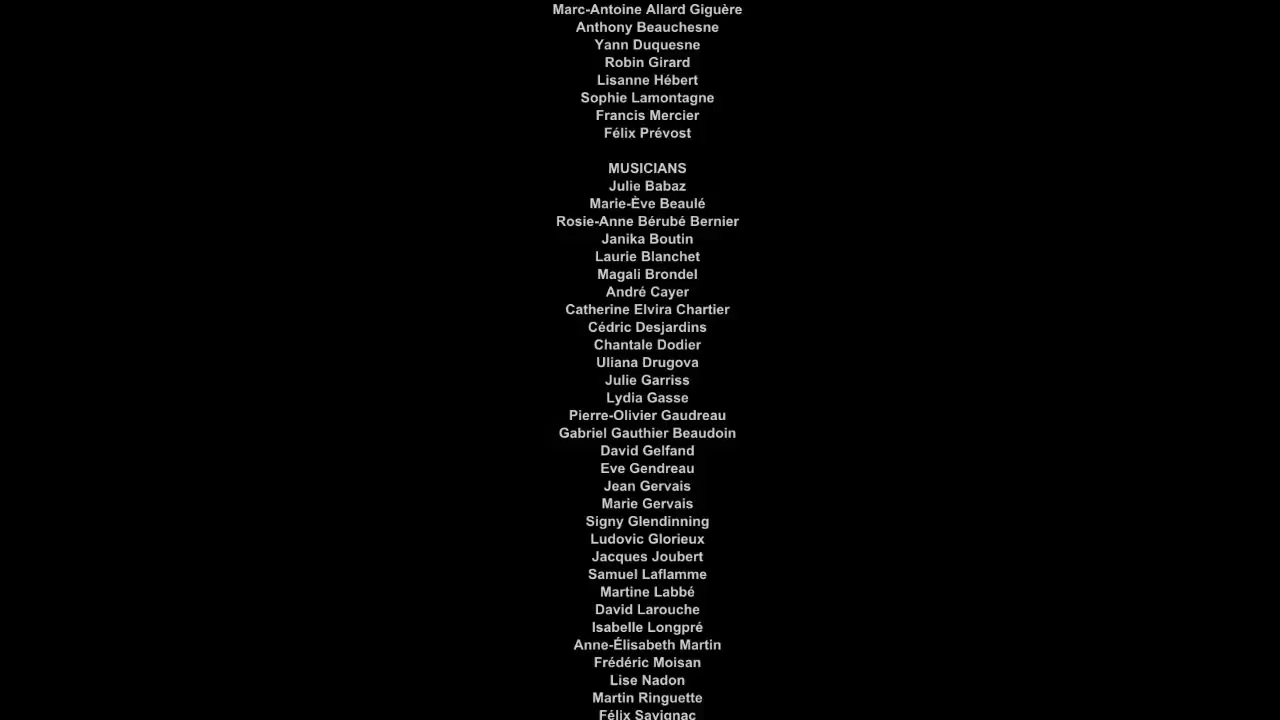 Marc-Antoine Allard Giguère
Anthony Beauchesne
Yann Duquesne
Robin Girard
Lisanne Hébert
Sophie Lamontagne
Francis Mercier
Félix Prévost
MUSICIANS
Julie Babaz
Marie-Ève Beaulé
Rosie-Anne Bérubé Bernier
Janika Boutin
Laurie Blanchet
Magali Brondel
André Cayer
Catherine Elvira Chartier
Cédric Desjardins
Chantale Dodier
Uliana Drugova
Julie Garriss
Lydia Gasse
Pierre-Olivier Gaudreau
Gabriel Gauthier Beaudoin
David Gelfand
Eve Gendreau
Jean Gervais
Marie Gervais
Signy Glendinning
Ludovic Glorieux
Jacques Joubert
Samuel Laflamme
Martine Labbé
David Larouche
Isabelle Longpré
Anne-Élisabeth Martin
Frédéric Moisan
Lise Nadon
Martin Ringuette
Félix Savignac